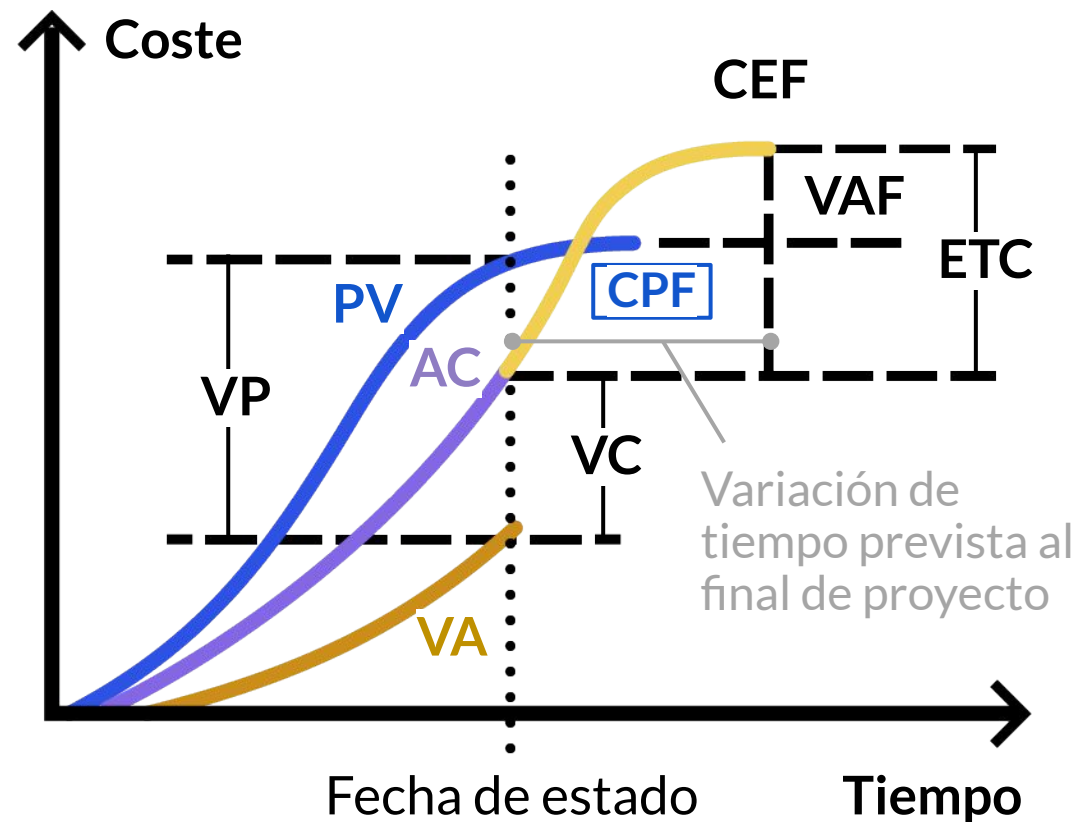 Coste
CEF
VAF
ETC
PV
CPF
AC
VP
VC
Variación de
tiempo prevista al
final de proyecto
VA
Fecha de estado
Tiempo